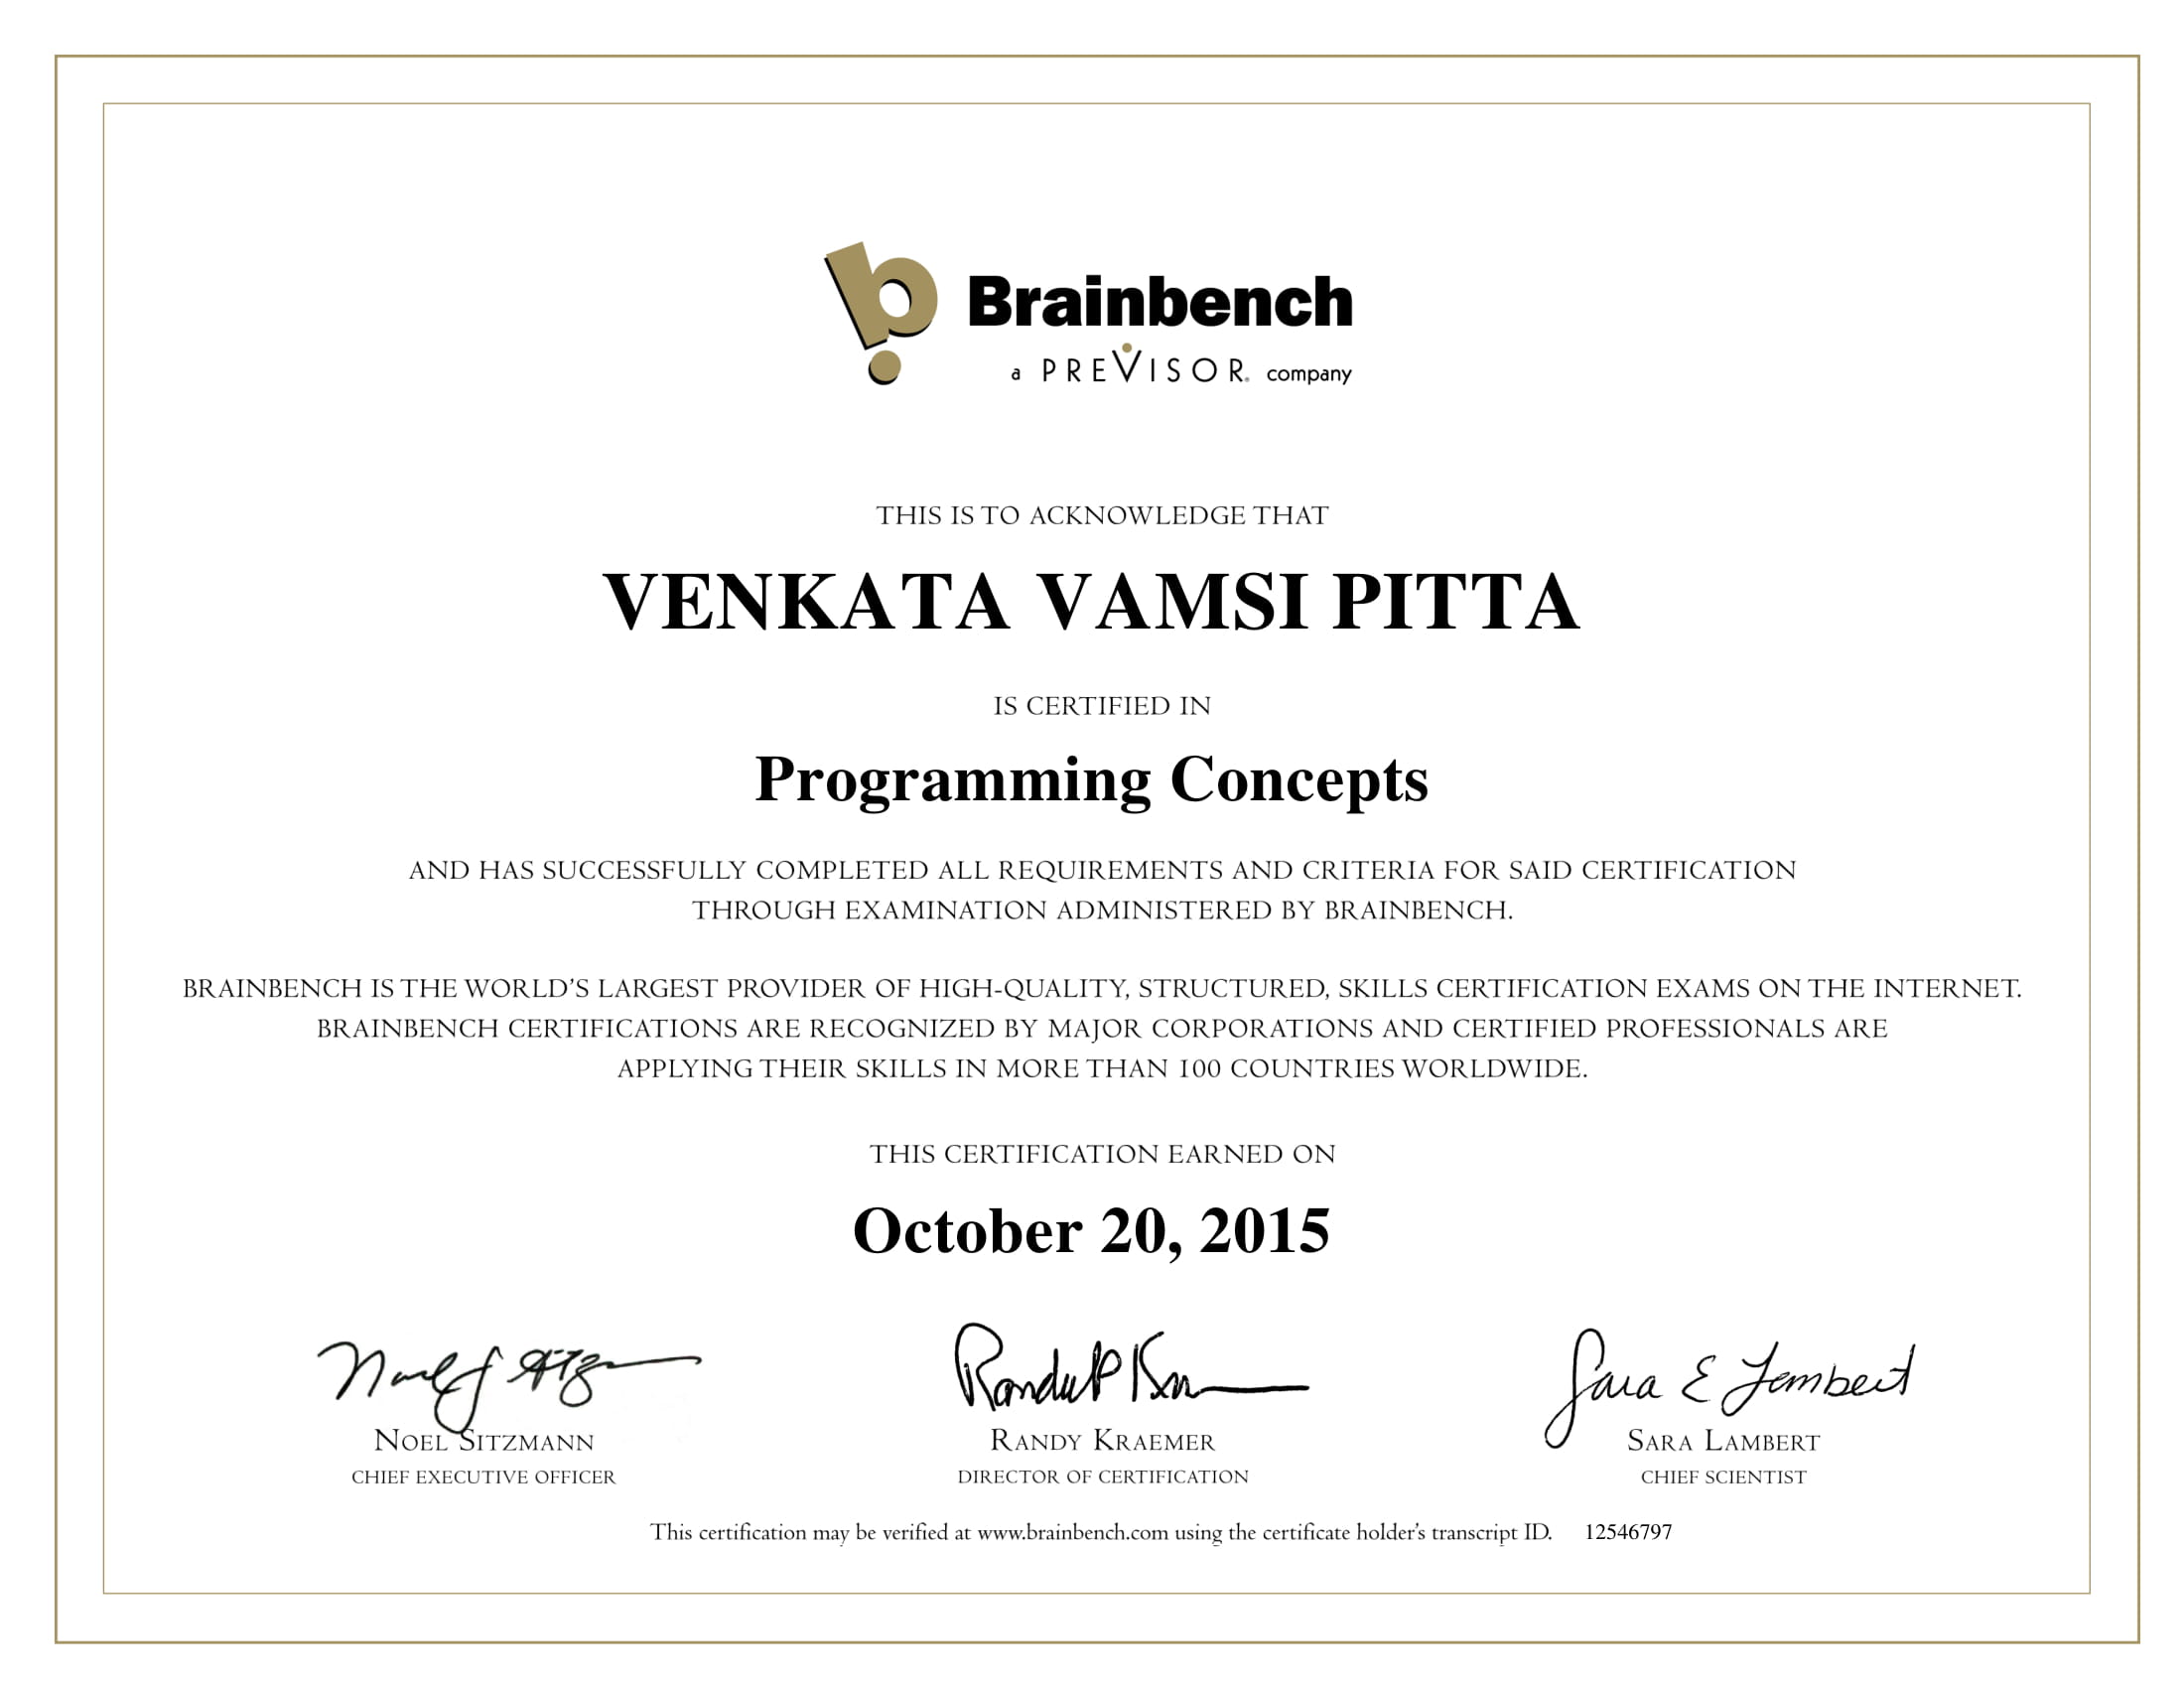 Brainbench
a PREVISOR® company
THIS IS TO ACKNOWLEDGE THAT
VENKATA VAMSI PITTA
IS CERTIFIED IN
Programming Concepts
AND HAS SUCCESSFULLY COMPLETED ALL REQUIREMENTS AND CRITERIA FOR SAID CERTIFICATION
THROUGH EXAMINATION ADMINISTERED BY BRAINBENCH.
BRAINBENCH IS THE WORLD'S LARGEST PROVIDER OF HIGH-QUALITY, STRUCTURED, SKILLS CERTIFICATION EXAMS ON THE INTERNET.
BRAINBENCH CERTIFICATIONS ARE RECOGNIZED BY MAJOR CORPORATIONS AND CERTIFIED PROFESSIONALS ARE
APPLYING THEIR SKILLS IN MORE THAN 100 COUNTRIES WORLDWIDE.
THIS CERTIFICATION EARNED ON
October 20, 2015
Sara E Lambert
NOEL SITZMANN RANDY KRAEMER SARA LAMBERT
CHIEF EXECUTIVE OFFICER DIRECTOR OF CERTIFICATION CHIEF SCIENTIST
This certification may be verified at www.brainbench.com using the certificate holder's transcript ID. 12546797